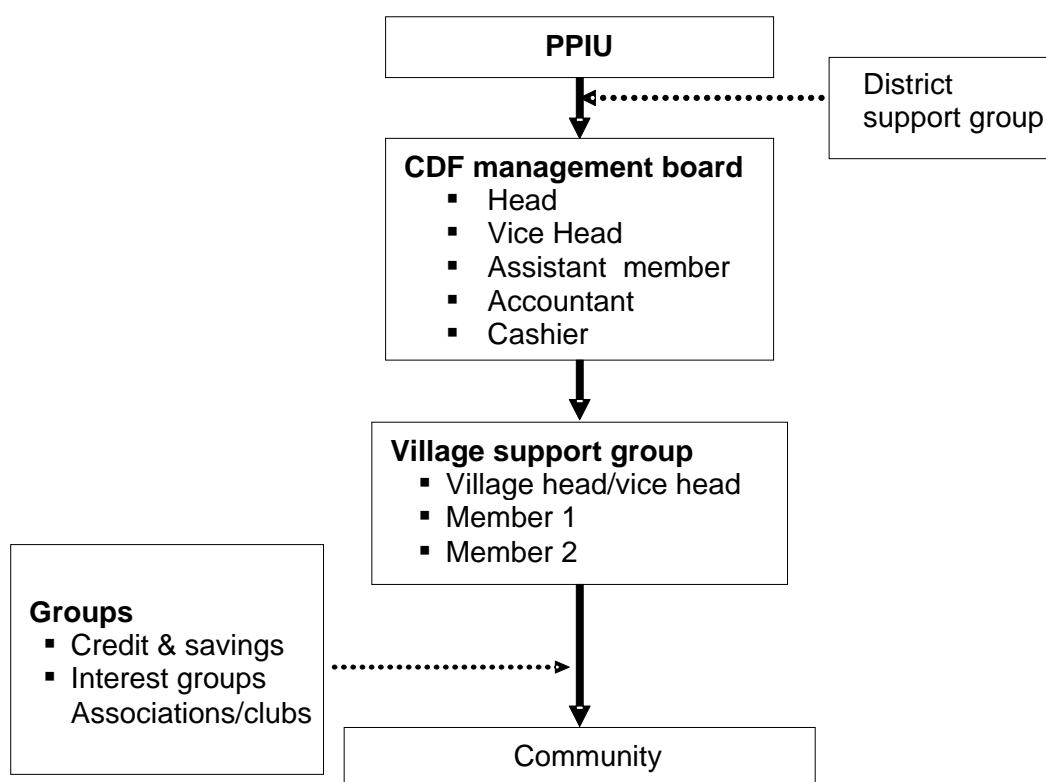 PPIU
District
support group
CDF management board
▪ Head
▪ Vice Head
▪ Assistant member
▪ Accountant
▪ Cashier
Village support group
▪ Village head/vice head
▪ Member 1
▪ Member 2
Groups
▪ Credit & savings
▪ Interest groups
Associations/clubs
Community